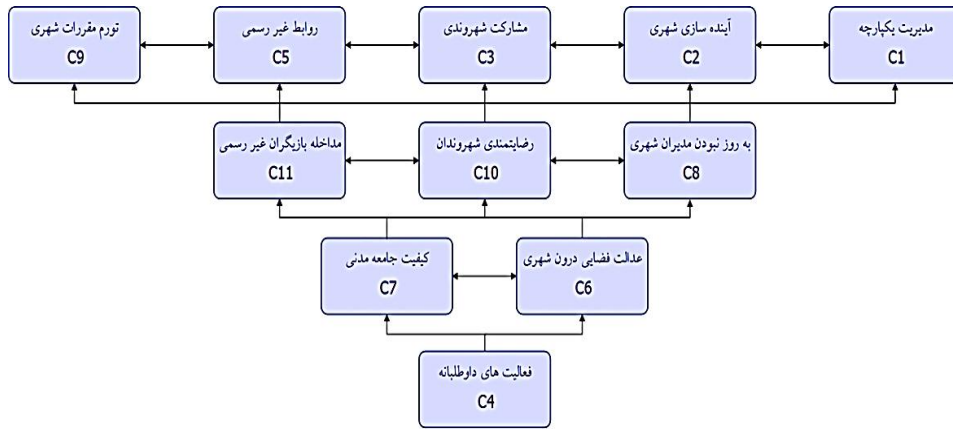 مدیریت یکپارچه
C1
آینده سازی شهری
C2
مشارکت شهروندی
C3
روابط غیر رسمی
C5
تورم مقررات شهری
C9
به روز نبودن مدیران شهری
C8
رضایتمندی شهروندان
C10
مداخله بازیگران غیر رسمی
C11
عدالت فضایی درون شهری
C6
کیفیت جامعه مدنی
C7
فعالیت های داوطلبانه
C4